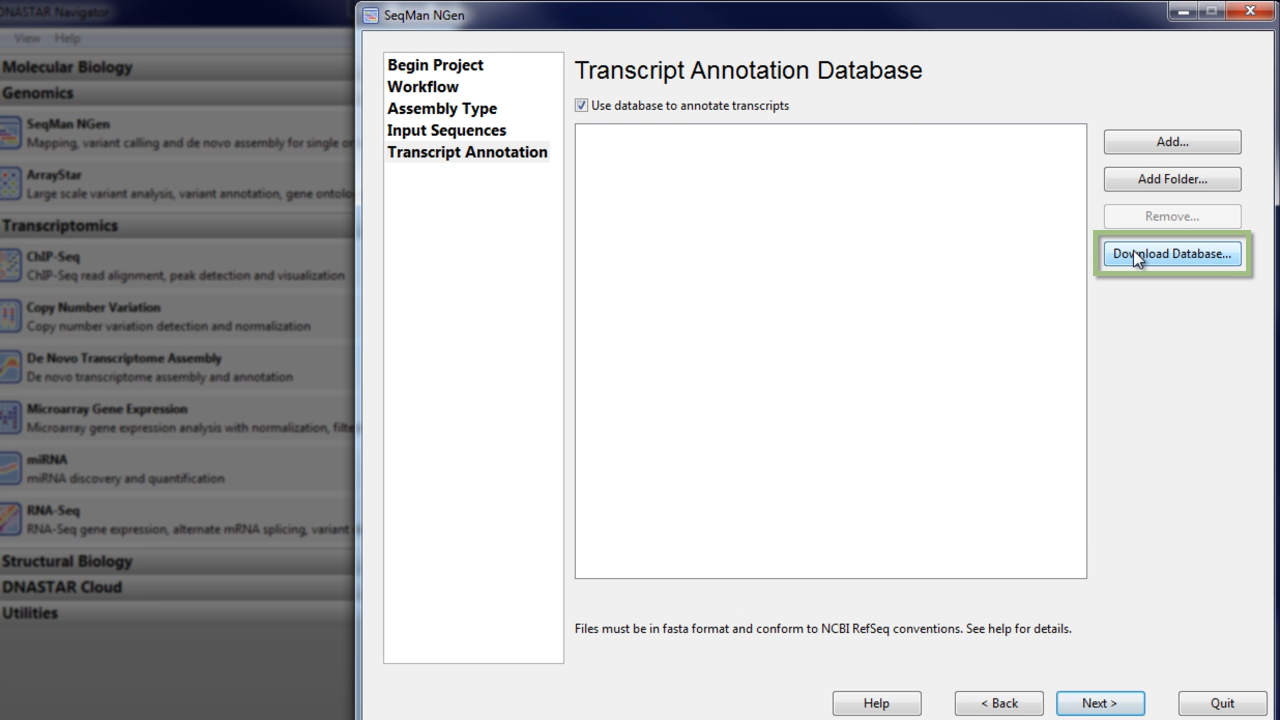 DNASTAR Navigator
View Help
Molecular Biology
Genomics
SeqMan NGen
Mapping, variant calling and de novo assembly for single or
ArrayStar
Large scale variant analysis, variant annotation, gene ontolo
Transcriptomics
ChIP-Seq
ChIP-Seq read alignment, peak detection and visualization
Copy Number Variation
Copy number variation detection and normalization
De Novo Transcriptome Assembly
De novo transcriptome assembly and annotation
Microarray Gene Expression
Microarray gene expression analysis with normalization, filte
miRNA
miRNA discovery and quantification
RNA-Seq
RNA-Seq gene expression, alternate mRNA splicing, variant
Structural Biology
DNASTAR Cloud
Utilities
SeqMan NGen
Begin Project
Workflow
Assembly Type
Input Sequences
Transcript Annotation
Transcript Annotation Database
Use database to annotate transcripts
Add...
Add Folder...
Remove...
Download Database...
Files must be in fasta format and conform to NCBI RefSeq conventions. See help for details.
Help
< Back
Next >
Quit